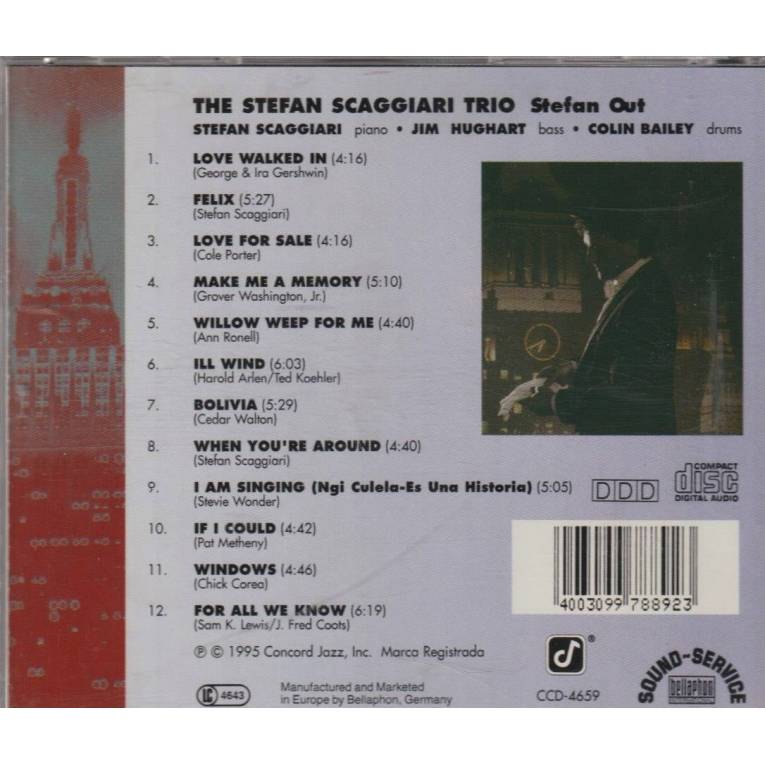 THE STEFAN SCAGGIARI TRIO Stefan Out
STEFAN SCAGGIARI piano • JIM HUGHART bass • COLIN BAILEY drums
1. LOVE WALKED IN (4:16)
(George & Ira Gershwin)
2. FELIX (5:27)
(Stefan Scaggiari)
3. LOVE FOR SALE (4:16)
(Cole Porter)
4. MAKE ME A MEMORY (5:10)
(Grover Washington, Jr.)
5. WILLOW WEEP FOR ME (4:40)
(Ann Ronell)
6. ILL WIND (6:03)
(Harold Arlen/Ted Koehler)
7. BOLIVIA (5:29)
(Cedar Walton)
8. WHEN YOU'RE AROUND (4:40)
(Stefan Scaggiari)
9. I AM SINGING (Ngi Culela-Es Una Historia) (5:05)
(Stevie Wonder)
10. IF I COULD (4:42)
(Pat Metheny)
11. WINDOWS (4:46)
(Chick Corea)
12. FOR ALL WE KNOW (6:19)
(Sam K. Lewis/J. Fred Coots)
℗ © 1995 Concord Jazz, Inc. Marca Registrada
LC 4643
Manufactured and Marketed
in Europe by Bellaphon, Germany
DDD
COMPACT
disc
DIGITAL AUDIO
4003099 788923
®
CCD-4659
SOUND-SERVICE
bellaphon